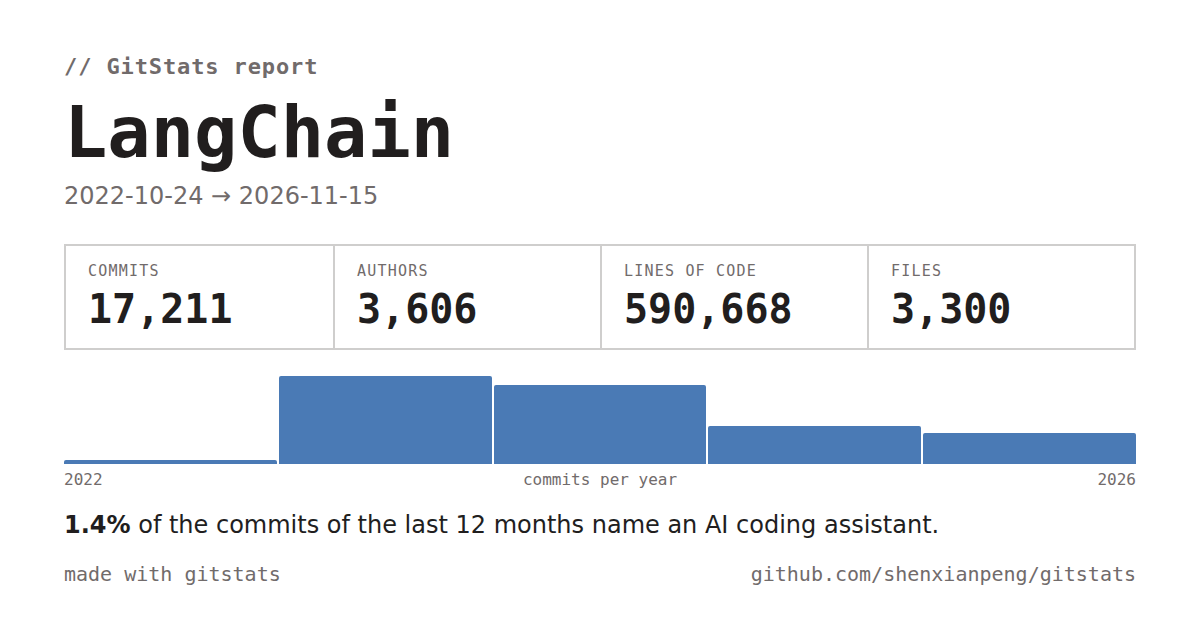 // GitStats report
LangChain
2022-10-24 → 2026-11-15
COMMITS AUTHORS LINES OF CODE FILES
17,211 3,606 590,668 3,300
2022 commits per year 2026
1.4% of the commits of the last 12 months name an AI coding assistant.
made with gitstats github.com/shenxianpeng/gitstats